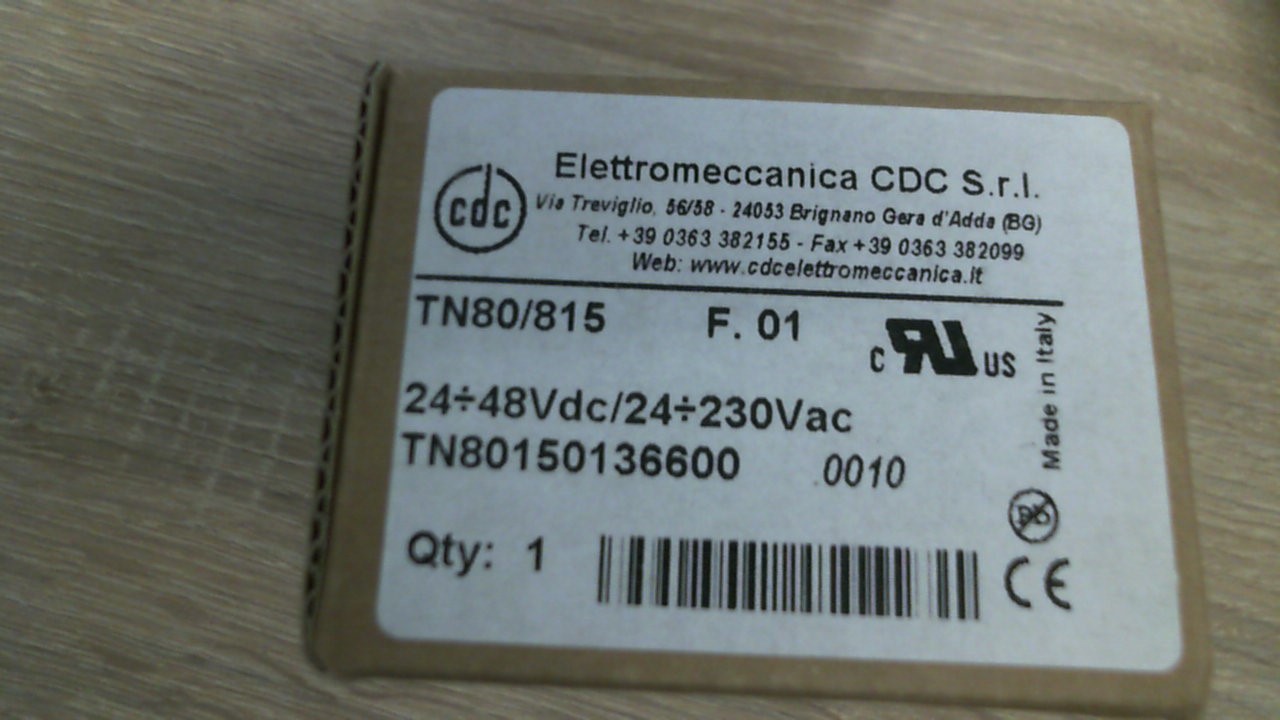 cdc
Elettromeccanica CDC S.r.l.
Via Treviglio, 56/58 - 24053 Brignano Gera d'Adda (BG)
Tel. +39 0363 382155 - Fax +39 0363 382099
Web: www.cdcelettromeccanica.it
TN80/815 F. 01
c RU US
Made in Italy
24÷48Vdc/24÷230Vac
TN80150136600 0010
Pb
Qty: 1
CE